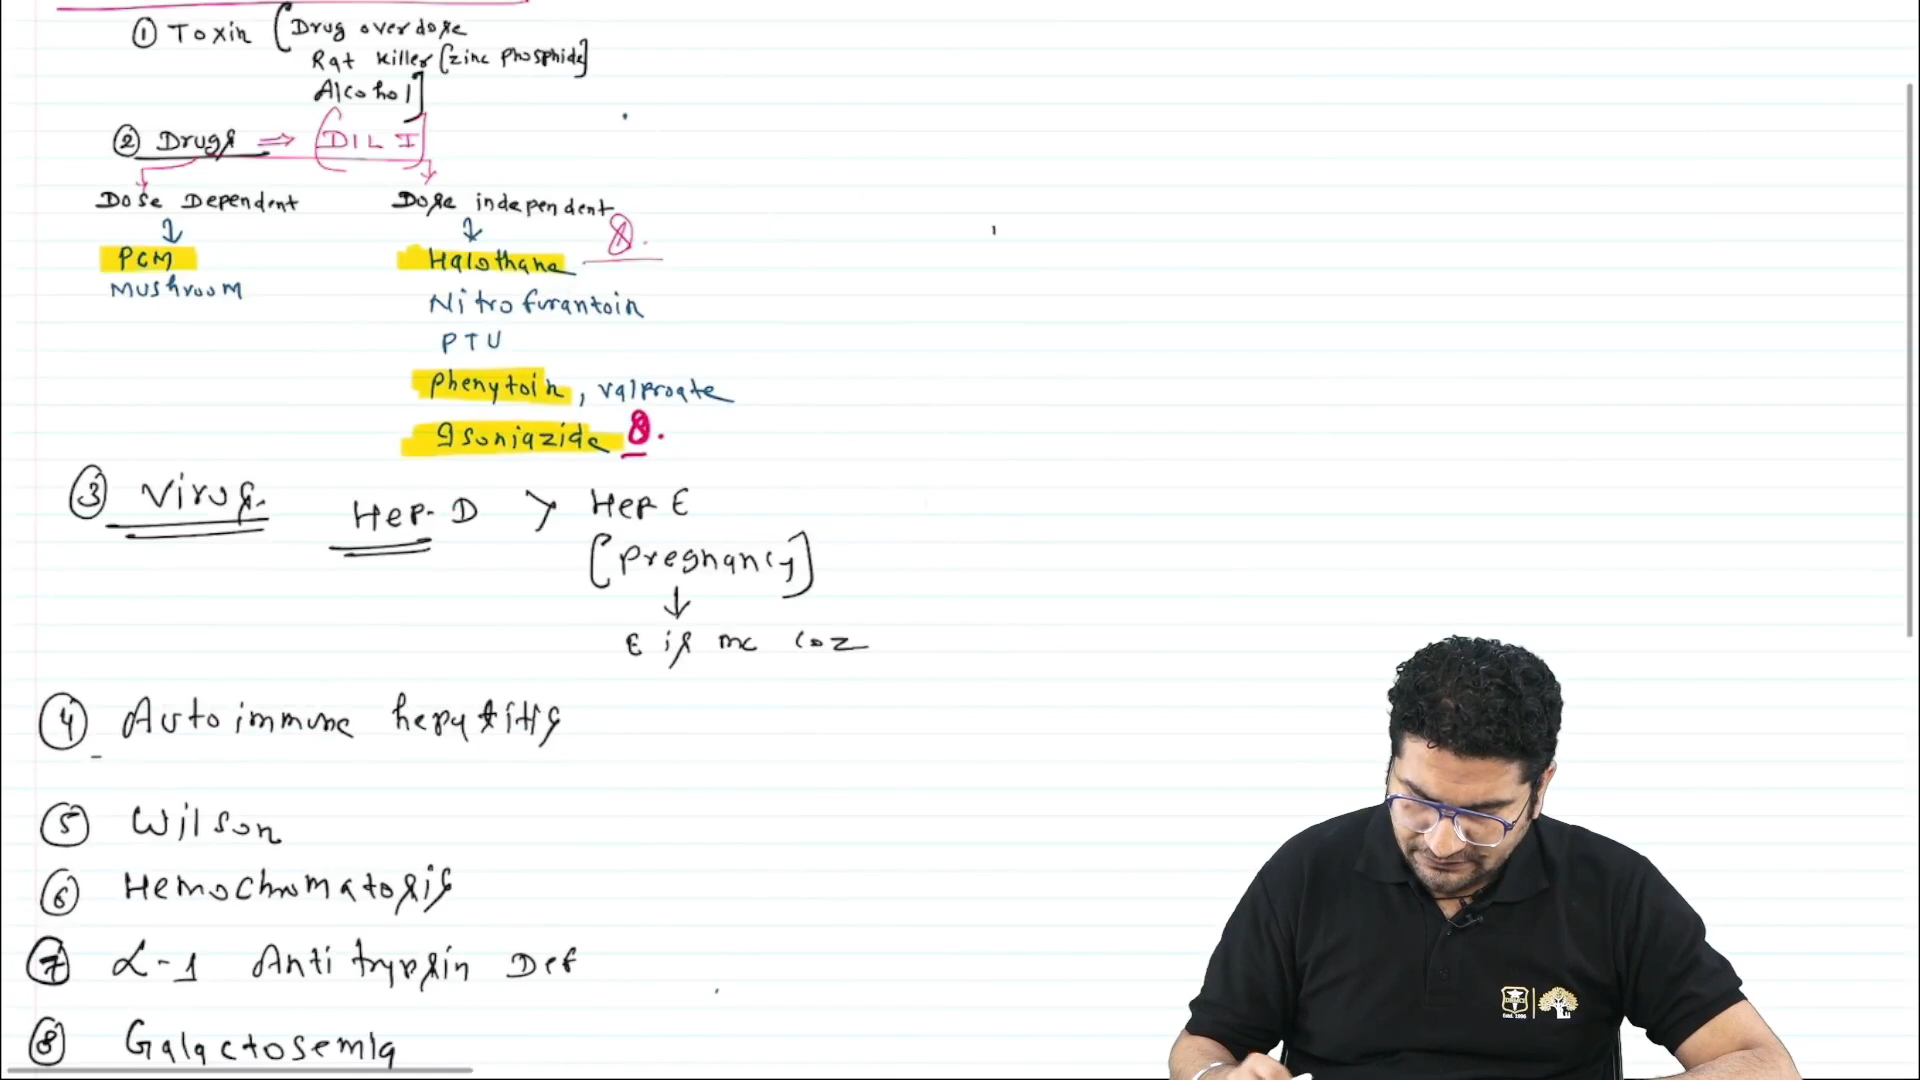 ① Toxin [Drug overdose
Rat Killer [zinc phosphide]
Alcohol]
② Drugs ⇒ [DILI]
Dose Dependent
Dose independent
PCM
Mushroom
Halothane
Nitrofurantoin
PTU
Phenytoin, valproate
Isoniazide
③ Virus. Hep. D > Hep E
[Pregnancy]
E is mc coz
④ Autoimmune hepatitis
⑤ Wilson
⑥ Hemochromatosis
⑦ α-1 Antitrypsin Def
⑧ Galactosemia